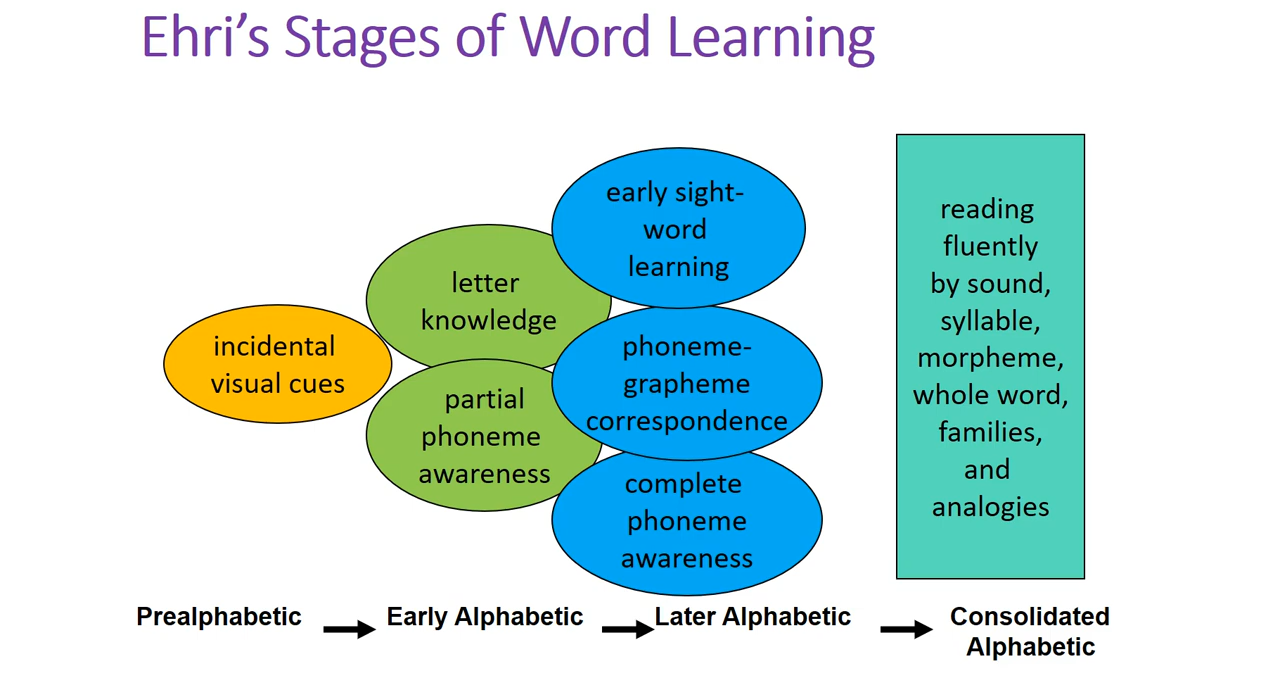 Ehri’s Stages of Word Learning
incidental
visual cues
letter
knowledge
partial
phoneme
awareness
early sight-
word
learning
phoneme-
grapheme
correspondence
complete
phoneme
awareness
reading
fluently
by sound,
syllable,
morpheme,
whole word,
families,
and
analogies
Prealphabetic
Early Alphabetic
Later Alphabetic
Consolidated
Alphabetic